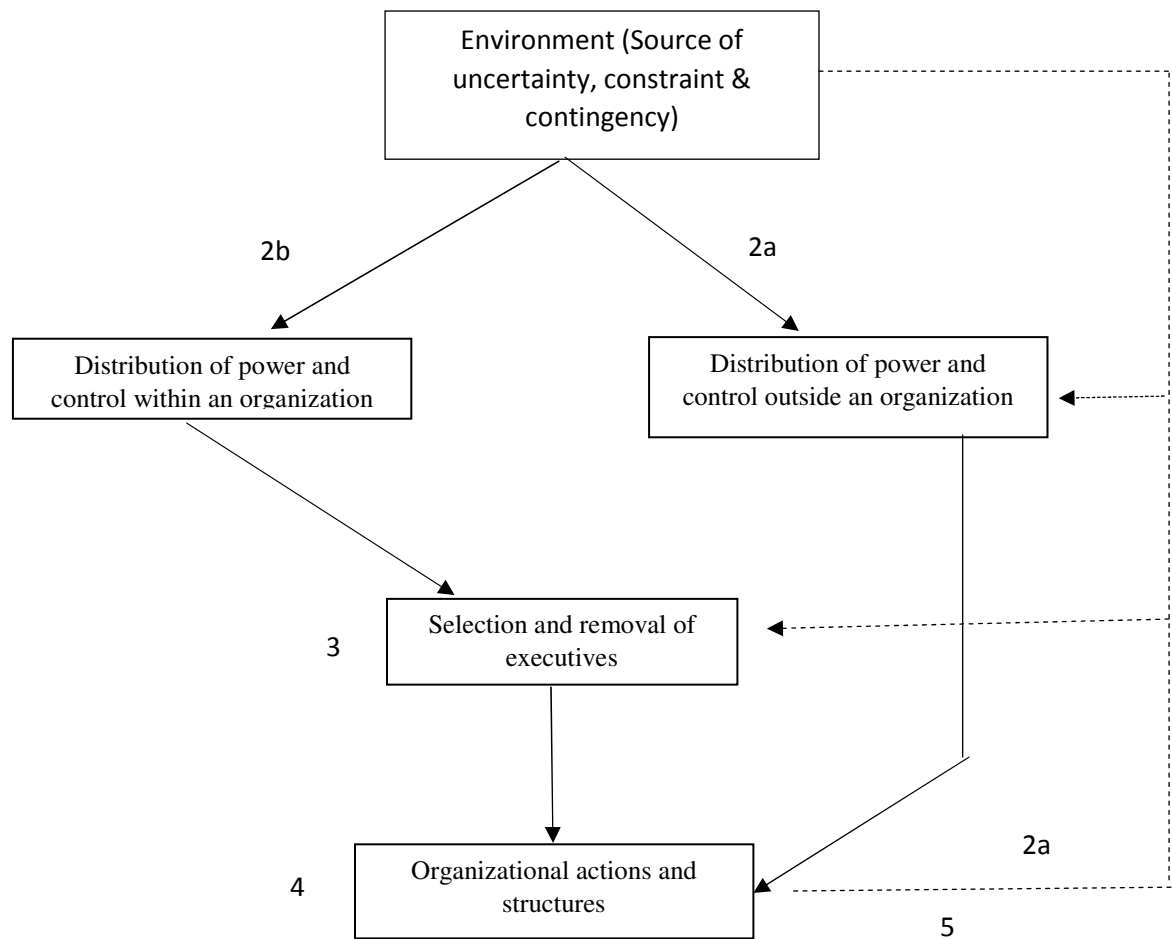 Environment (Source of
uncertainty, constraint &
contingency)
2b
2a
Distribution of power and
control within an organization
Distribution of power and
control outside an organization
3
Selection and removal of
executives
4
Organizational actions and
structures
2a
5